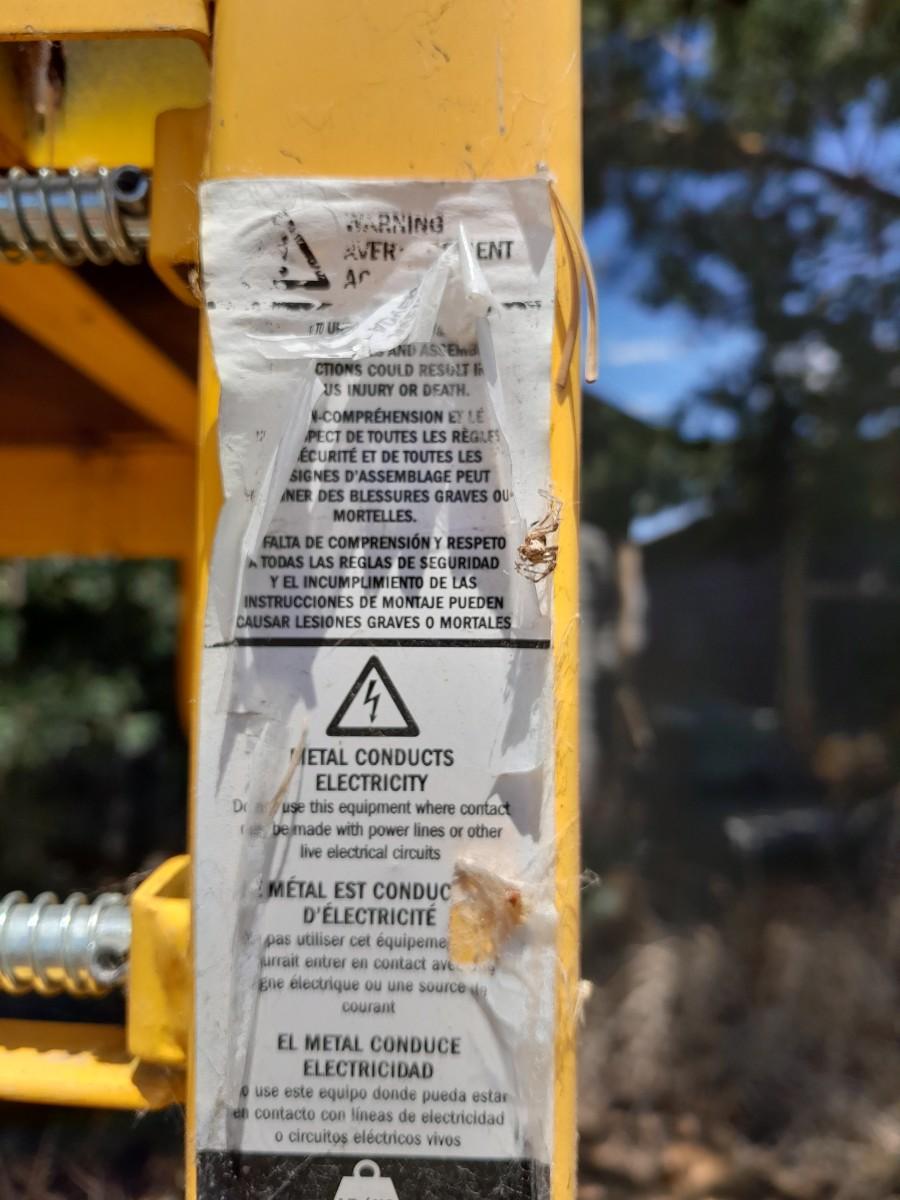 WARNING
ENT
AND
CTIONS COULD RESULT
US INJURY OR DEATH.
N-COMPRÉHENSION ET LE
PECT DE TOUTES LES RÈGLES
ÉCURITÉ ET DE TOUTES LES
SIGNES D'ASSEMBLAGE PEUT
INER DES BLESSURES GRAVES OU
MORTELLES.
FALTA DE COMPRENSIÓN Y RESPETO
A TODAS LAS REGLAS DE SEGURIDAD
Y EL INCUMPLIMIENTO DE LAS
INSTRUCCIONES DE MONTAJE PUEDEN
CAUSAR LESIONES GRAVES O MORTALES
METAL CONDUCTS
ELECTRICITY
use this equipment where contact
be made with power lines or other
live electrical circuits
MÉTAL EST CONDUC
D'ÉLECTRICITÉ
pas utiliser cet équipeme
urrait entrer en contact avec
gne électrique ou une source de
courant
EL METAL CONDUCE
ELECTRICIDAD
o use este equipo donde pueda estar
en contacto con líneas de electricidad
o circuitos eléctricos vivos